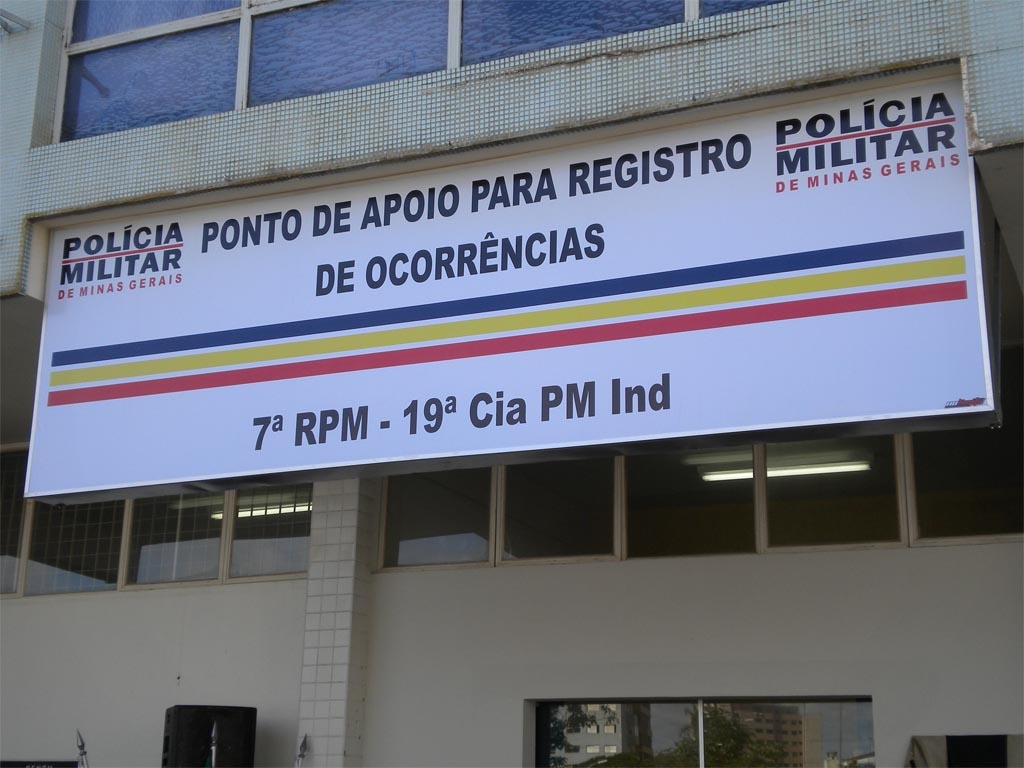 POLÍCIA
MILITAR
DE MINAS GERAIS
PONTO DE APOIO PARA REGISTRO
DE OCORRÊNCIAS
POLÍCIA
MILITAR
DE MINAS GERAIS
7ª RPM - 19ª Cia PM Ind